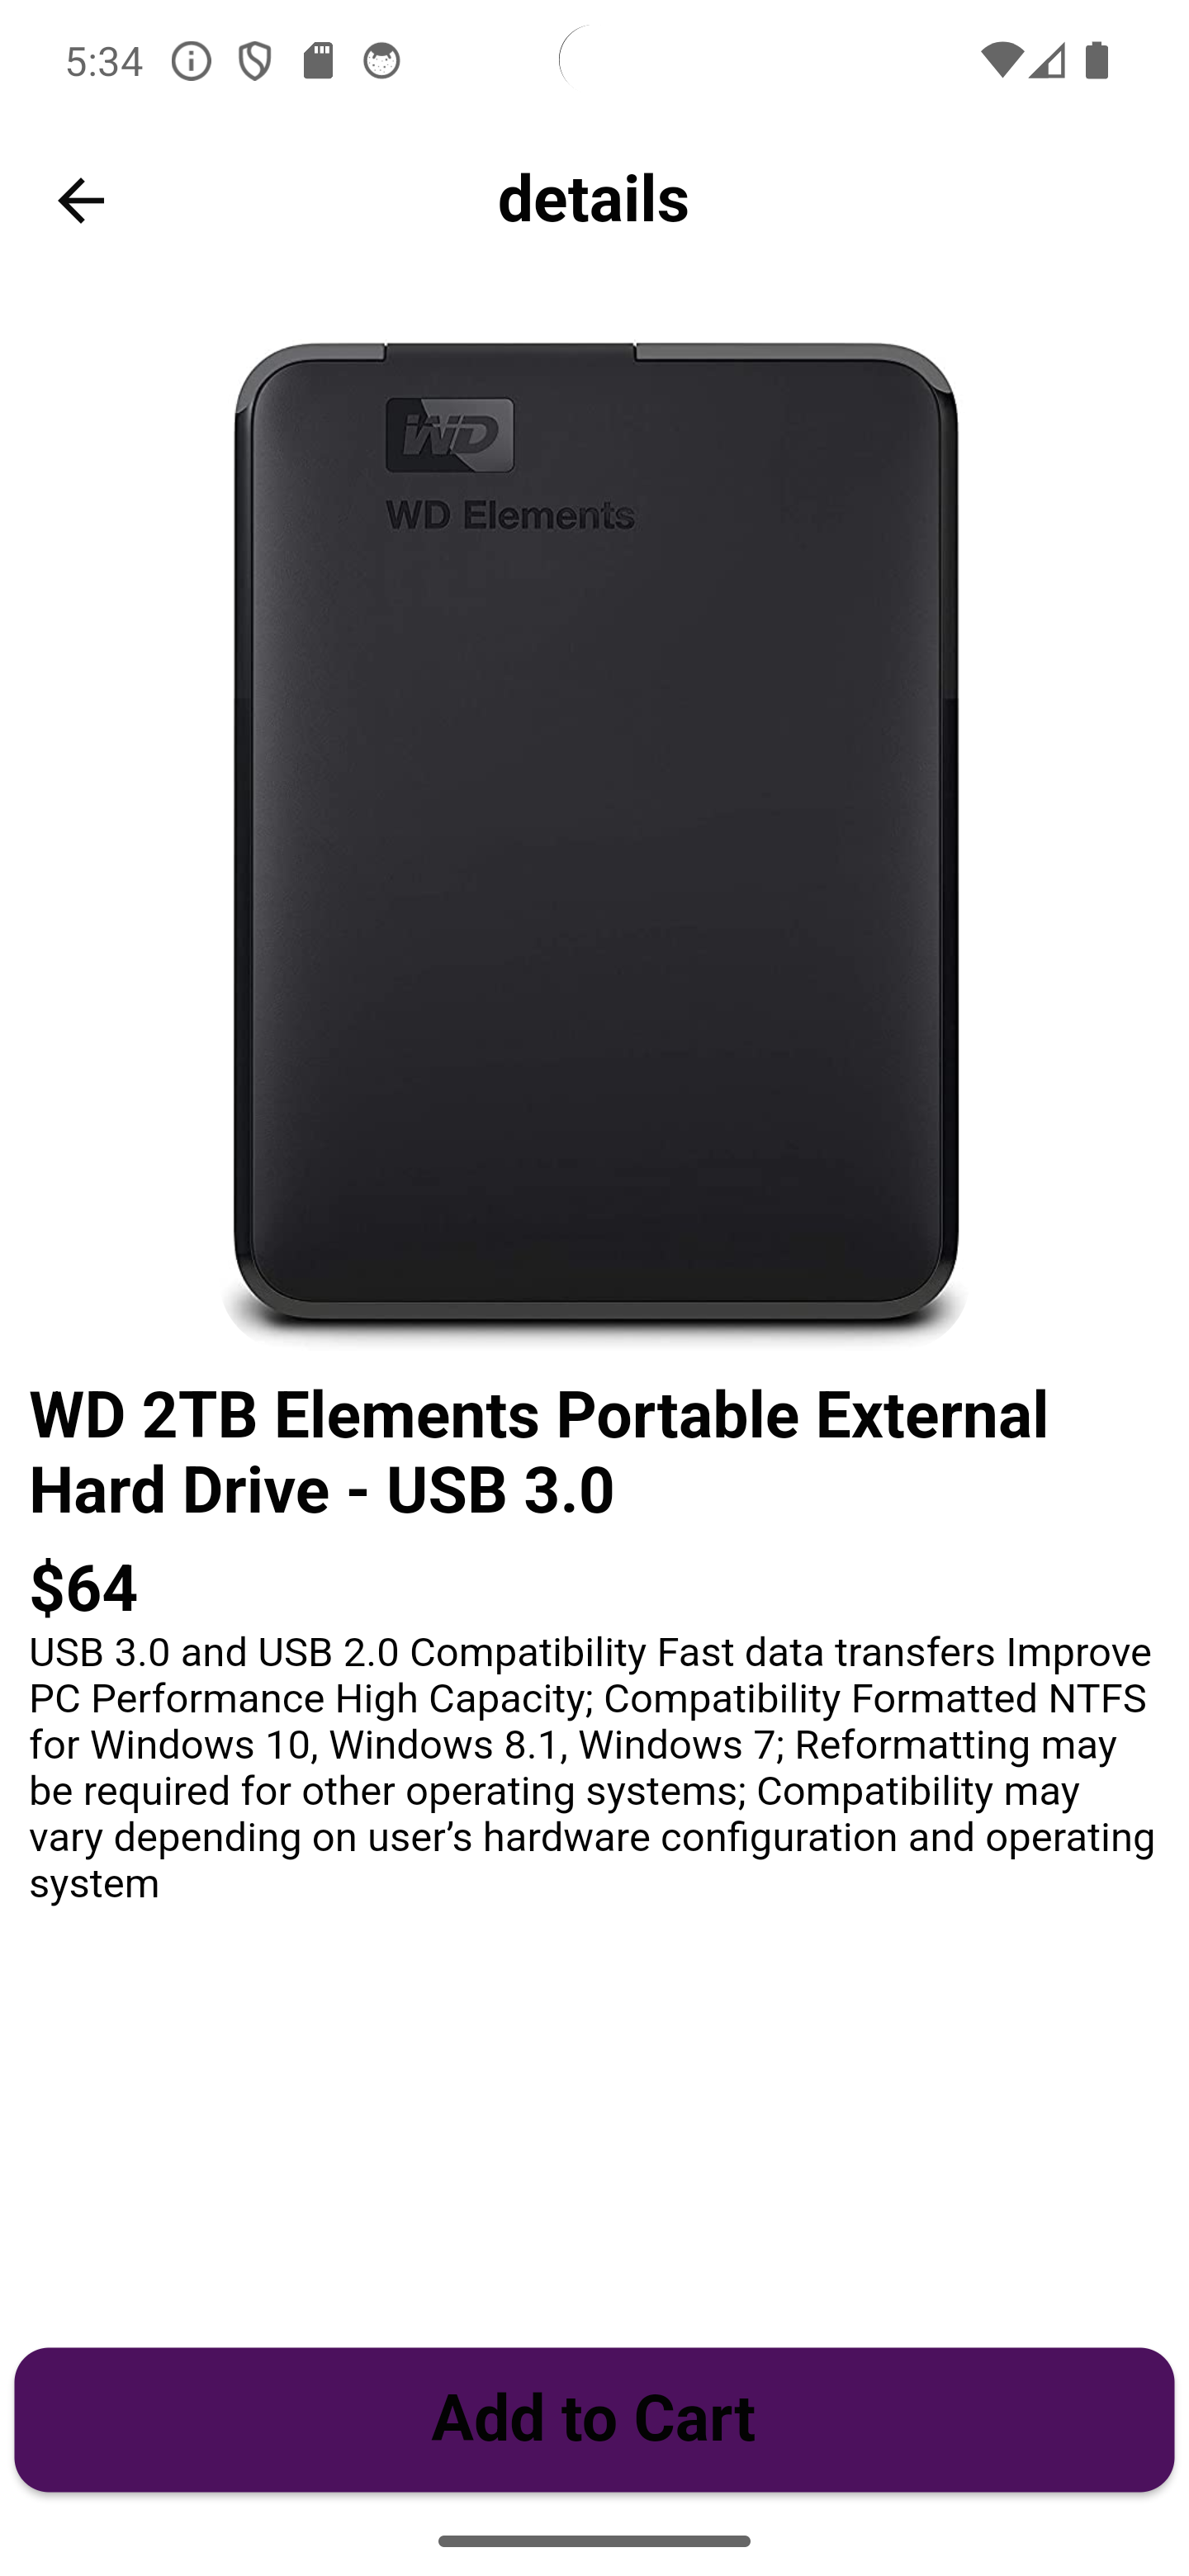 5:34
details
WD
WD Elements
WD 2TB Elements Portable External
Hard Drive - USB 3.0
$64
USB 3.0 and USB 2.0 Compatibility Fast data transfers Improve
PC Performance High Capacity; Compatibility Formatted NTFS
for Windows 10, Windows 8.1, Windows 7; Reformatting may
be required for other operating systems; Compatibility may
vary depending on user’s hardware configuration and operating
system
Add to Cart